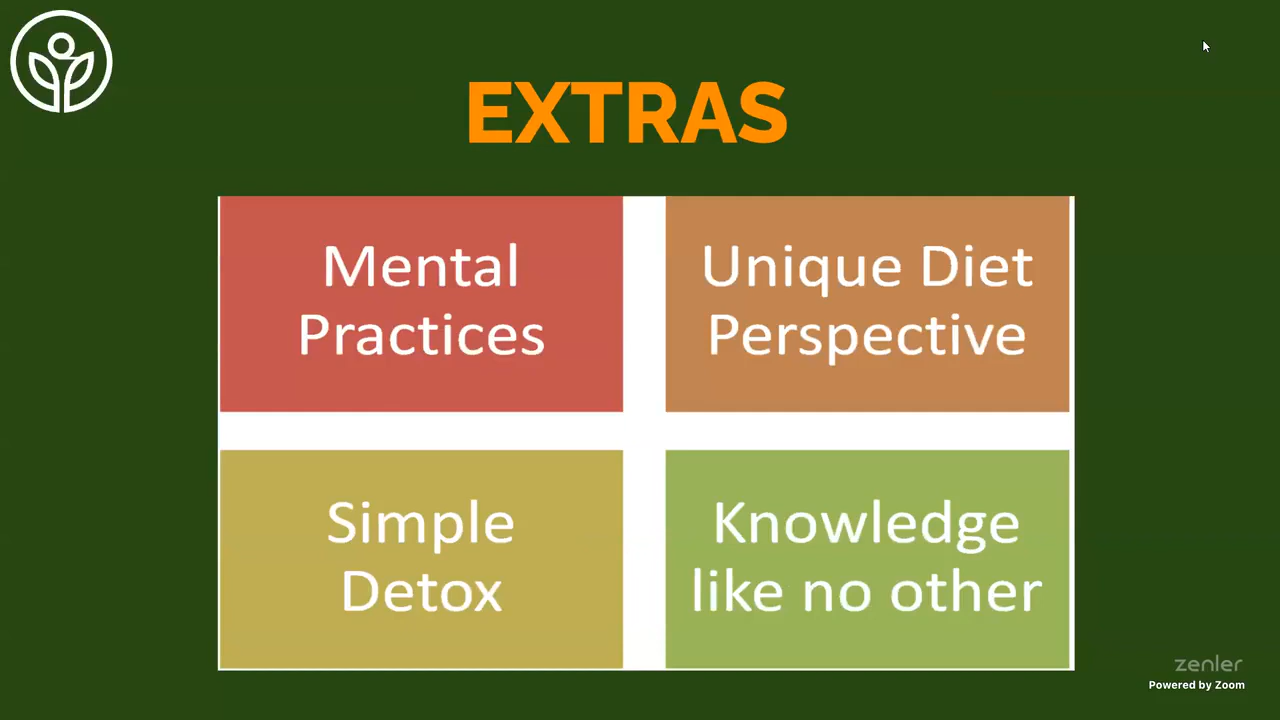 EXTRAS
Mental
Practices
Unique Diet
Perspective
Simple
Detox
Knowledge
like no other
zenler
Powered by Zoom